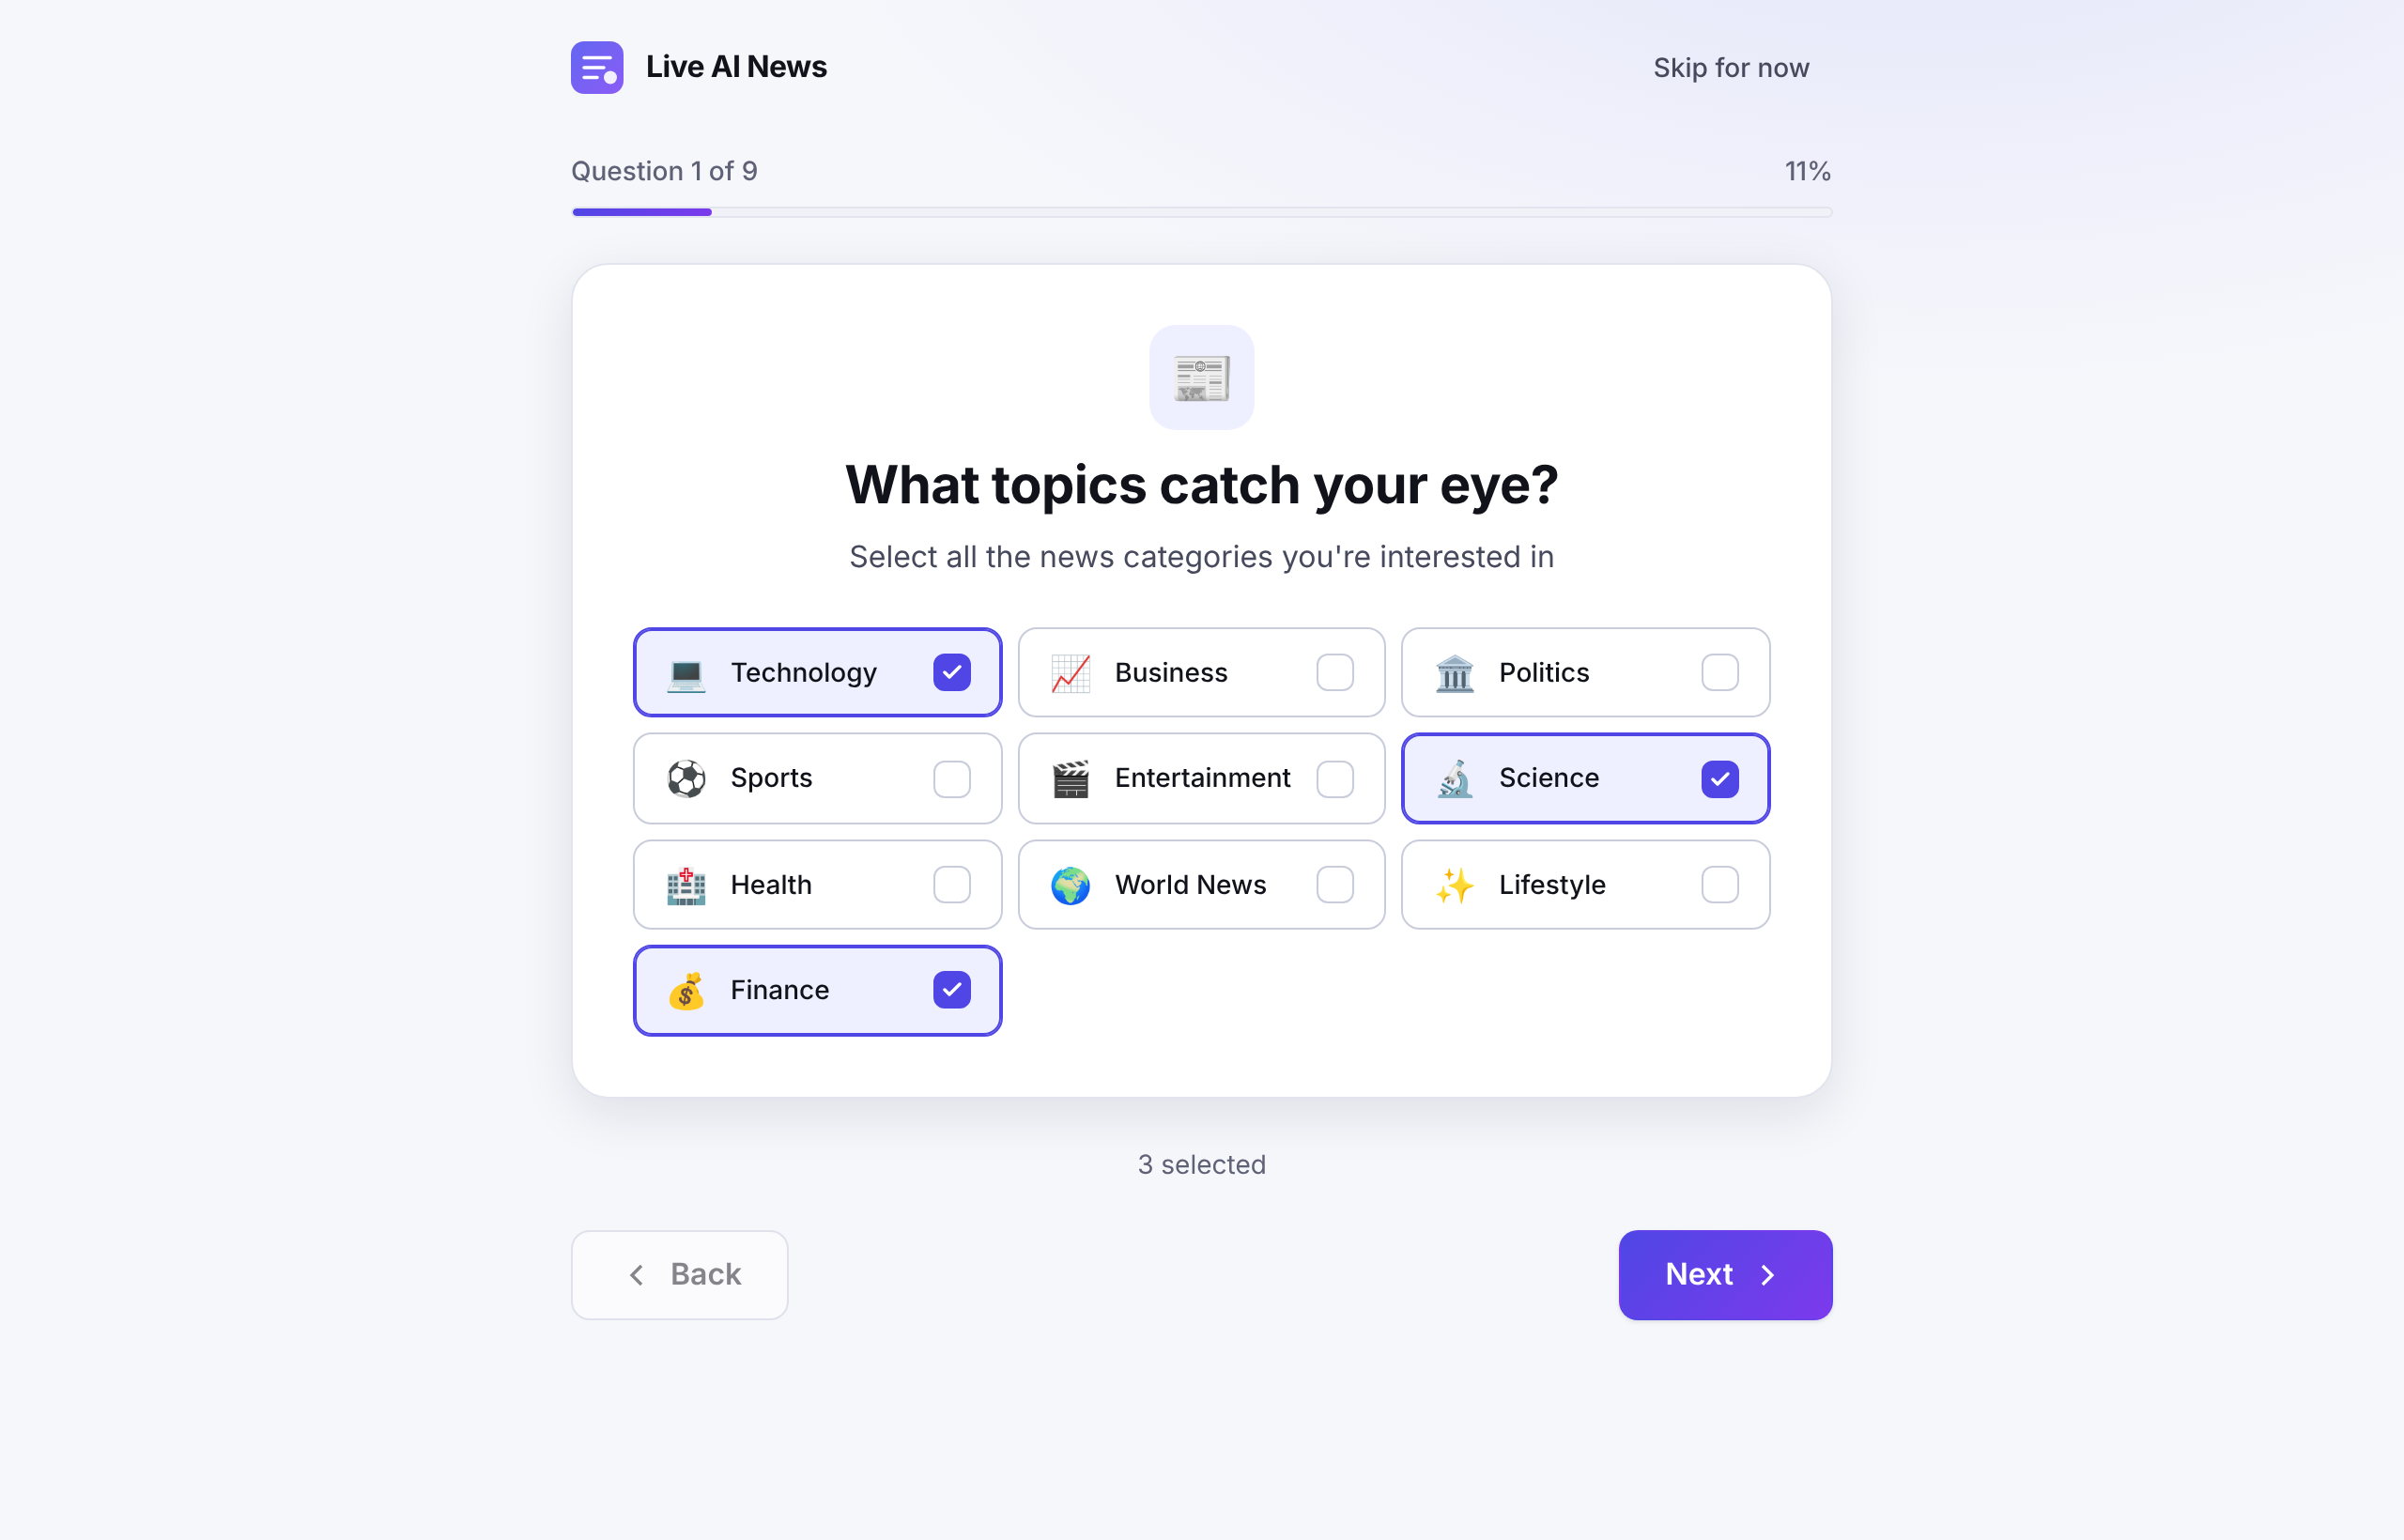 Live AI News
Skip for now
Question 1 of 9
11%
What topics catch your eye?
Select all the news categories you're interested in
Technology
Business
Politics
Sports
Entertainment
Science
Health
World News
Lifestyle
Finance
3 selected
Back
Next